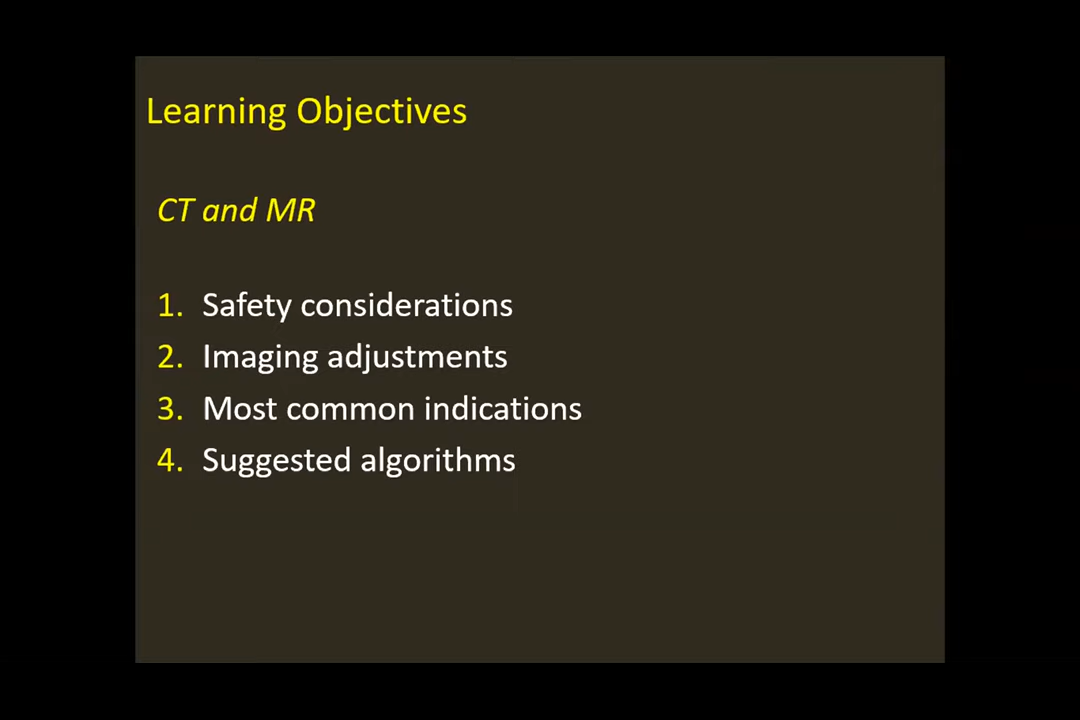 Learning Objectives
CT and MR
1. Safety considerations
2. Imaging adjustments
3. Most common indications
4. Suggested algorithms